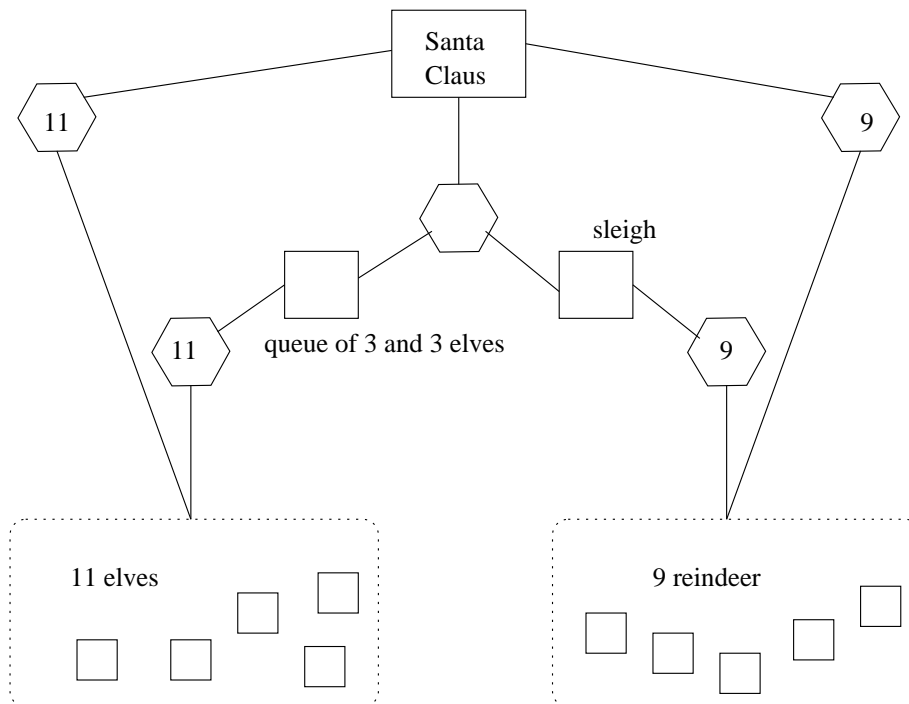 Santa
Claus
11
9
sleigh
queue of 3 and 3 elves
11
9
11 elves
9 reindeer